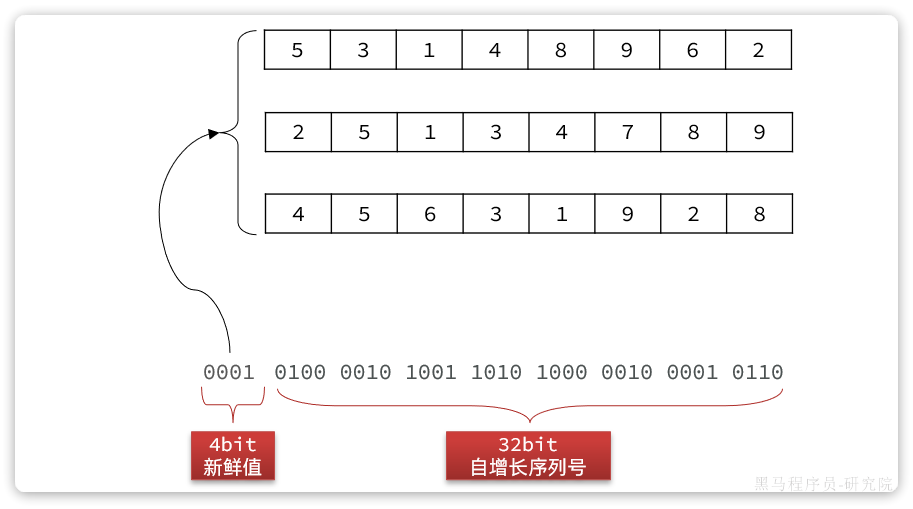 5 3 1 4 8 9 6 2
2 5 1 3 4 7 8 9
4 5 6 3 1 9 2 8
0001 0100 0010 1001 1010 1000 0010 0001 0110
4bit
新鲜值
32bit
自增长序列号
黑马程序员-研究院